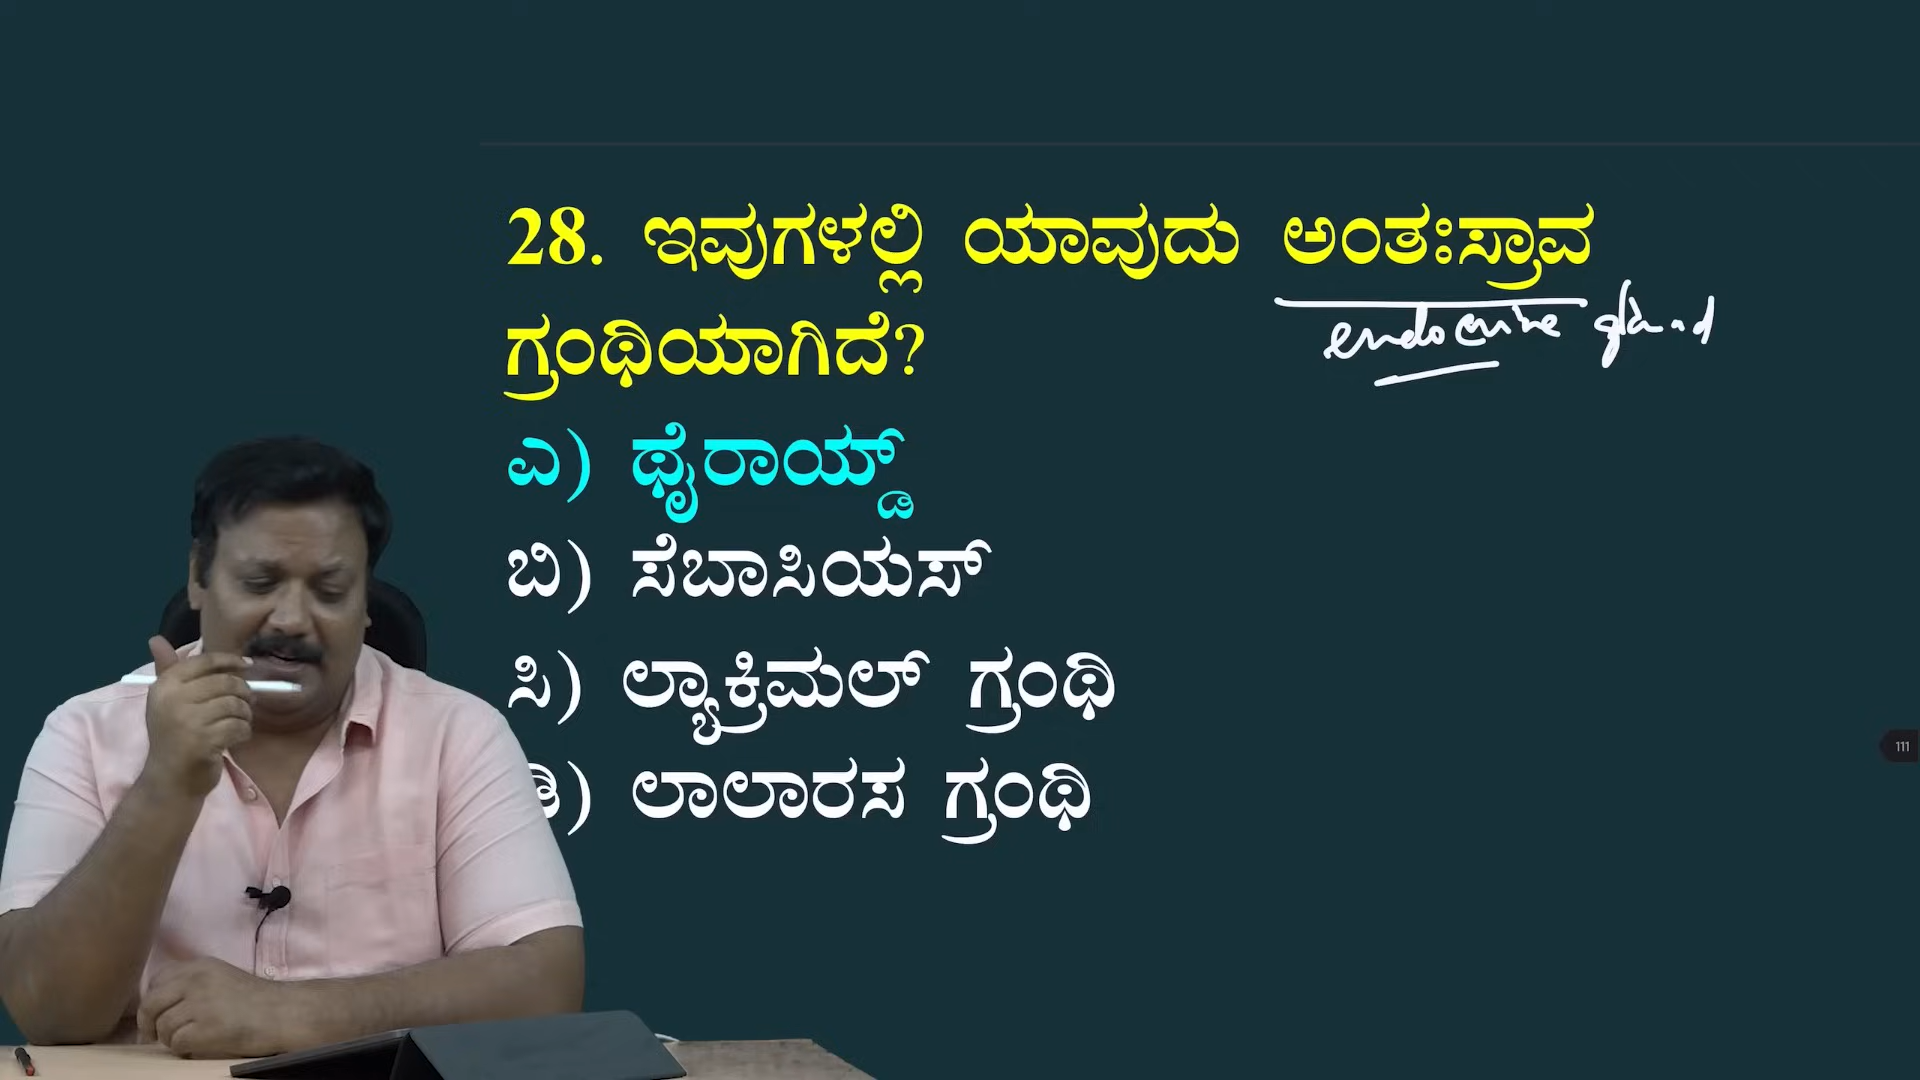 28. ಇವುಗಳಲ್ಲಿ ಯಾವುದು ಅಂತಃಸ್ರಾವ
endocrine gland
ಗ್ರಂಥಿಯಾಗಿದೆ?
ಎ) ಥೈರಾಯ್ಡ್
ಬಿ) ಸೆಬಾಸಿಯಸ್
ಸಿ) ಲ್ಯಾಕ್ರಿಮಲ್ ಗ್ರಂಥಿ
ಡಿ) ಲಾಲಾರಸ ಗ್ರಂಥಿ
111